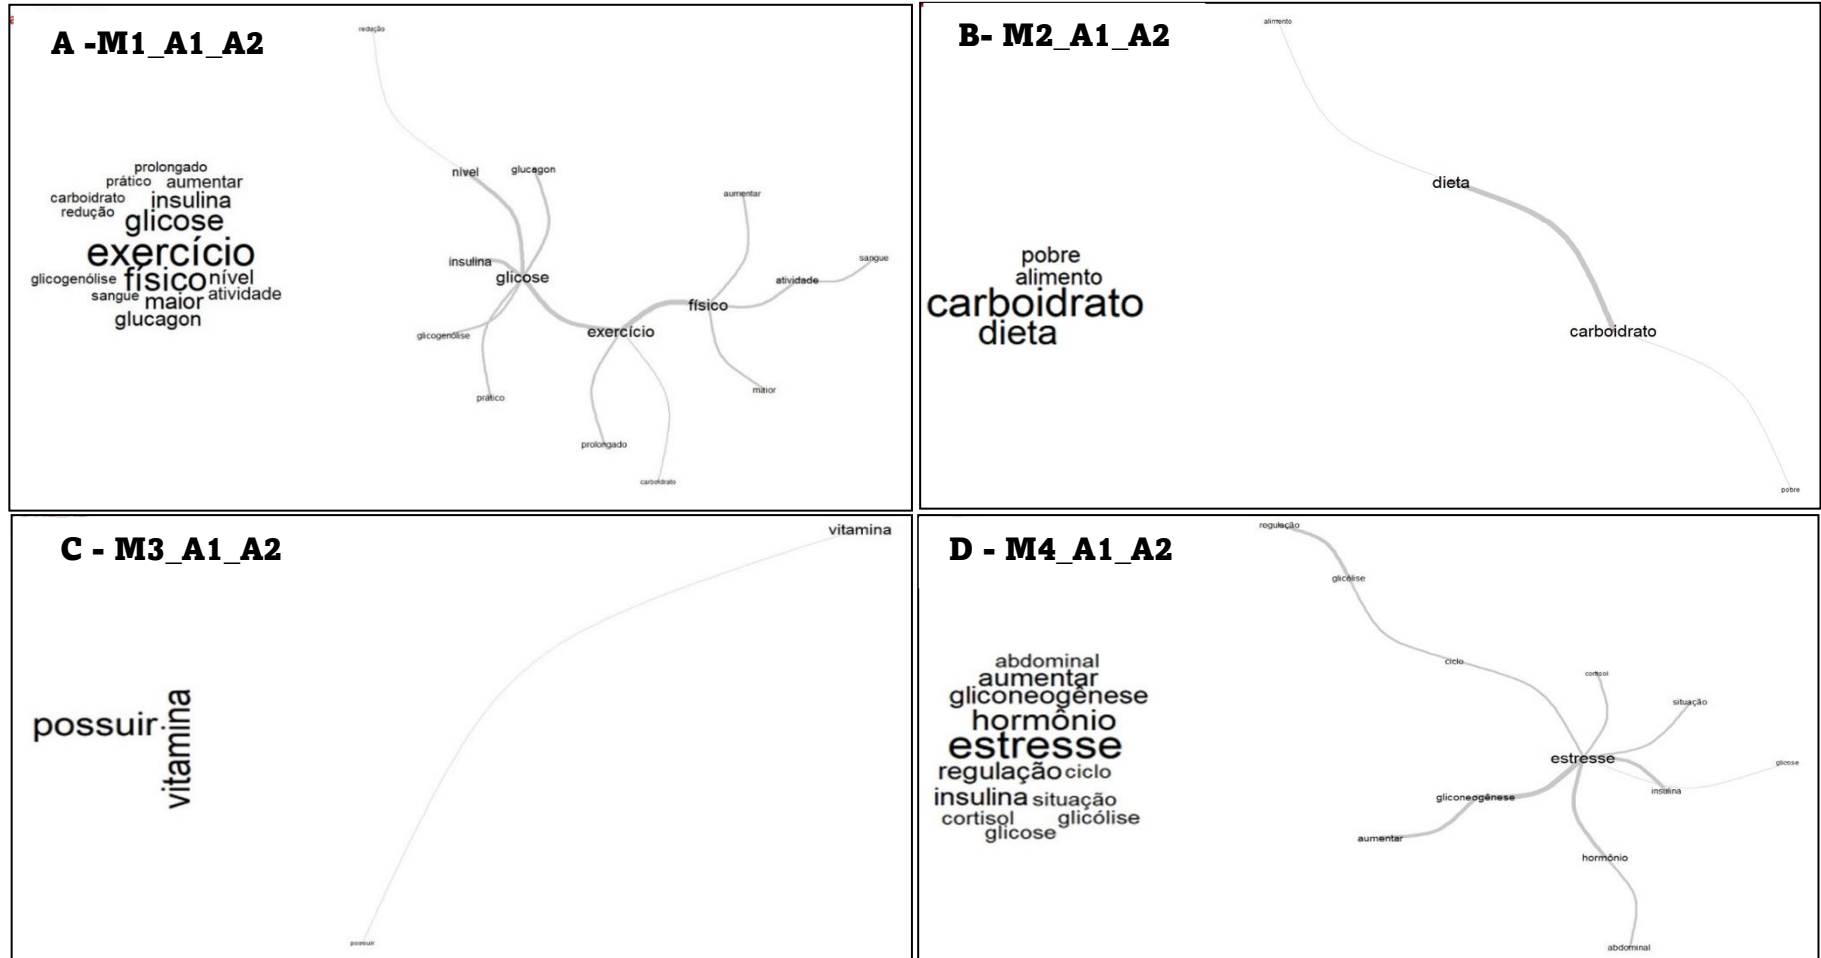 A -M1_A1_A2
redução
prolongado
prático aumentar
carboidrato insulina
redução glicose
exercício
glicogenólise físico nível
sangue maior atividade
glucagon
nível
glucagon
aumentar
insulina
glicose
sangue
atividade
físico
exercício
glicogenólise
maior
prático
prolongado
carboidrato
B- M2_A1_A2
alimento
dieta
pobre
alimento
carboidrato
dieta
carboidrato
pobre
C - M3_A1_A2
vitamina
possuir
vitamina
possuir
D - M4_A1_A2
regulação
glicólise
abdominal
aumentar
gliconeogênese
hormônio
estresse
regulação ciclo
insulina situação
cortisol glicólise
glicose
ciclo
cortisol
situação
estresse
glicose
insulina
gliconeogênese
aumentar
hormônio
abdominal